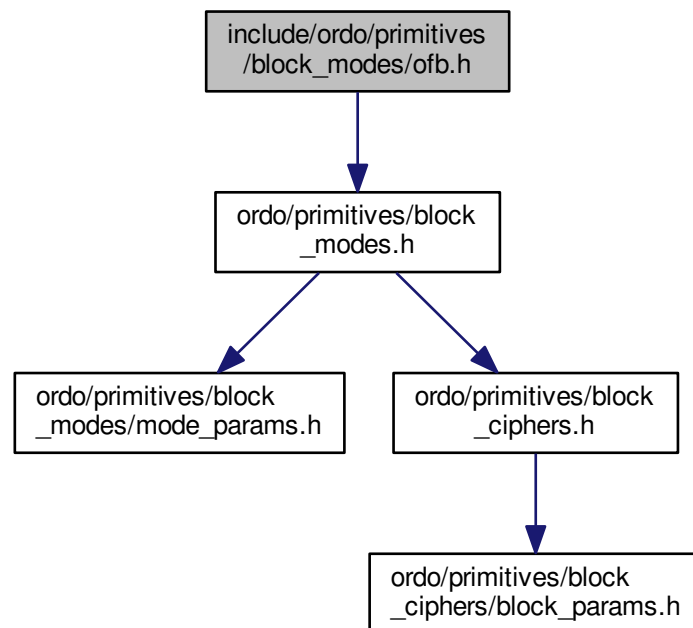 include/ordo/primitives
/block_modes/ofb.h
ordo/primitives/block
_modes.h
ordo/primitives/block
_modes/mode_params.h
ordo/primitives/block
_ciphers.h
ordo/primitives/block
_ciphers/block_params.h